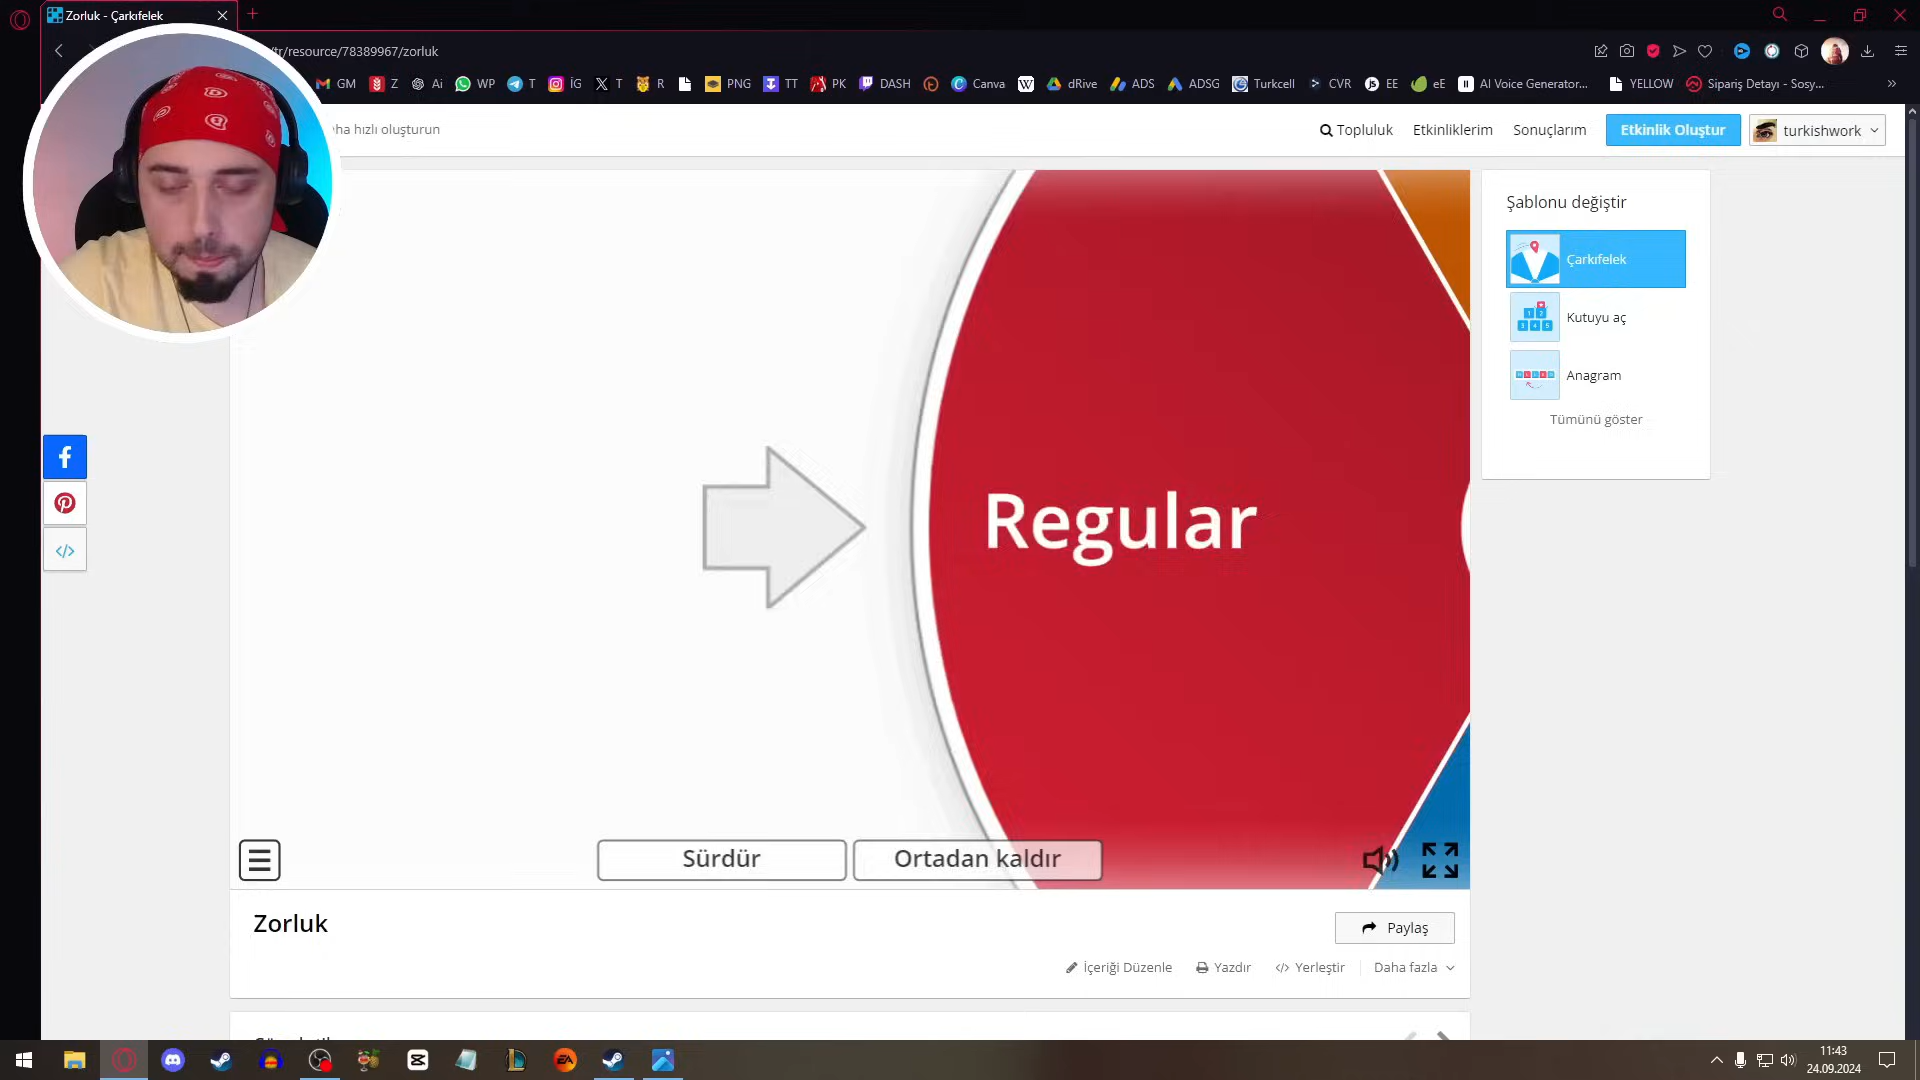 Zorluk - Çarkıfelek
/tr/resource/78389967/zorluk
GM
Z
Ai
WP
T
İG
T
R
PNG
TT
PK
DASH
Canva
dRive
ADS
ADSG
Turkcell
CVR
EE
eE
AI Voice Generator...
YELLOW
Sipariş Detayı - Sosy...
hızlı oluşturun
Topluluk
Etkinliklerim
Sonuçlarım
Etkinlik Oluştur
turkishwork
Şablonu değiştir
Çarkıfelek
Kutuyu aç
Anagram
Tümünü göster
Regular
Sürdür
Ortadan kaldır
Zorluk
Paylaş
İçeriği Düzenle
Yazdır
Yerleştir
Daha fazla
11:43
24.09.2024